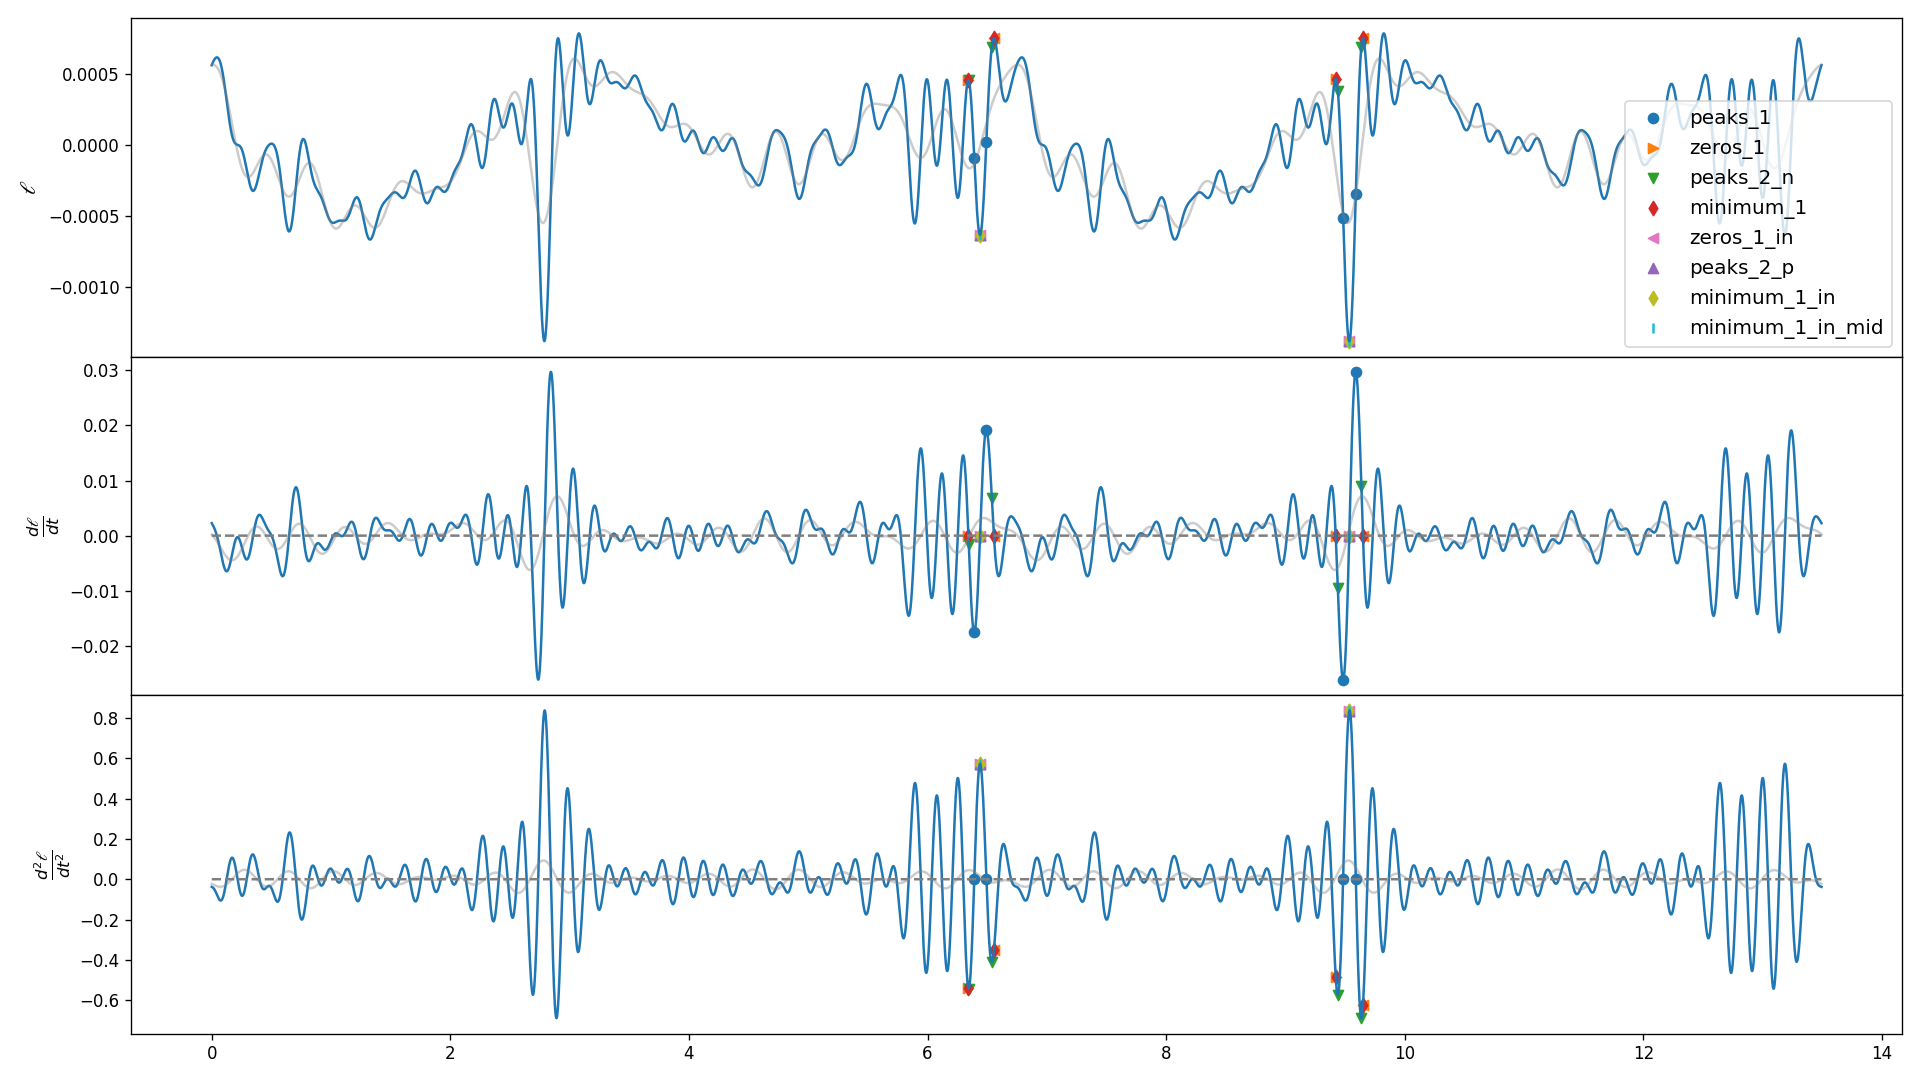 ℓ
0.0005
0.0000
−0.0005
−0.0010
peaks_1
zeros_1
peaks_2_n
minimum_1
zeros_1_in
peaks_2_p
minimum_1_in
minimum_1_in_mid
dℓ
dt
0.03
0.02
0.01
0.00
−0.01
−0.02
d²ℓ
dt²
0.8
0.6
0.4
0.2
0.0
−0.2
−0.4
−0.6
0 2 4 6 8 10 12 14